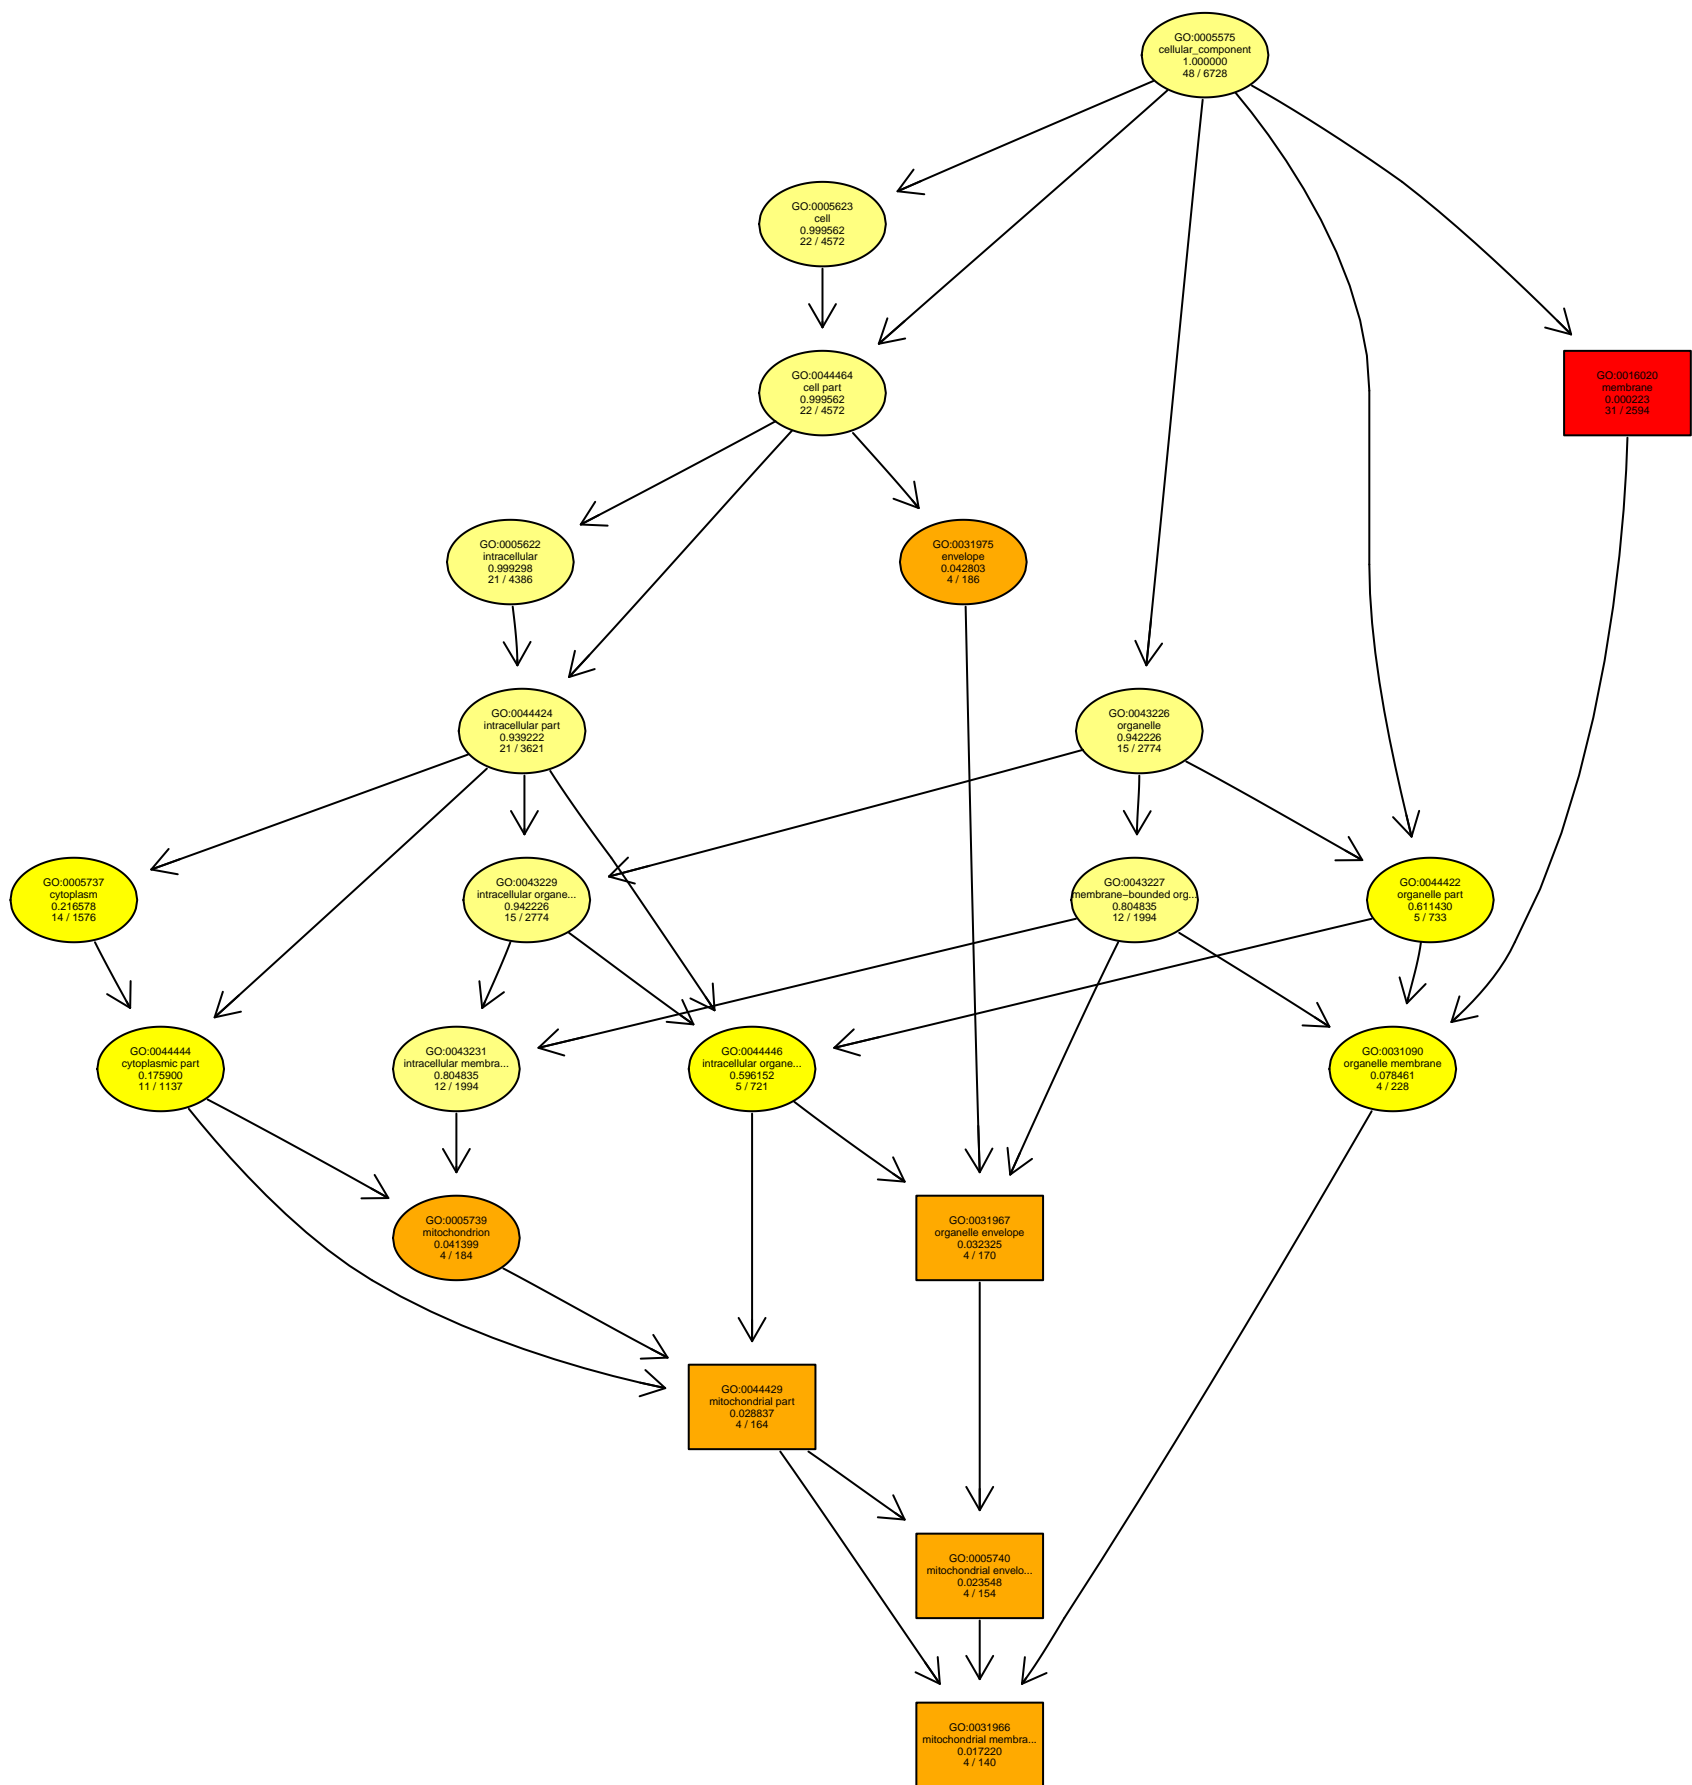 GO:0005575
cellular_component
1.000000
48 / 6728
GO:0005623
cell
0.999562
22 / 4572
GO:0044464
cell part
0.999562
22 / 4572
GO:0016020
membrane
0.000223
31 / 2594
GO:0005622
intracellular
0.999298
21 / 4386
GO:0031975
envelope
0.042803
4 / 186
GO:0044424
intracellular part
0.939222
21 / 3621
GO:0043226
organelle
0.942226
15 / 2774
GO:0005737
cytoplasm
0.216578
14 / 1576
GO:0043229
intracellular organe...
0.942226
15 / 2774
GO:0043227
membrane−bounded org...
0.804835
12 / 1994
GO:0044422
organelle part
0.611430
5 / 733
GO:0044444
cytoplasmic part
0.175900
11 / 1137
GO:0043231
intracellular membra...
0.804835
12 / 1994
GO:0044446
intracellular organe...
0.596152
5 / 721
GO:0031090
organelle membrane
0.078461
4 / 228
GO:0005739
mitochondrion
0.041399
4 / 184
GO:0031967
organelle envelope
0.032325
4 / 170
GO:0044429
mitochondrial part
0.028837
4 / 164
GO:0005740
mitochondrial envelo...
0.023548
4 / 154
GO:0031966
mitochondrial membra...
0.017220
4 / 140